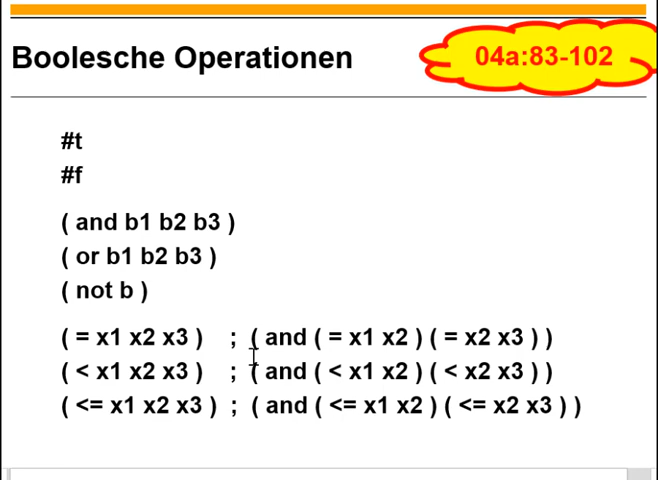 Boolesche Operationen
04a:83-102
#t
#f
( and b1 b2 b3 )
( or b1 b2 b3 )
( not b )
( = x1 x2 x3 ) ; ( and ( = x1 x2 ) ( = x2 x3 ) )
( < x1 x2 x3 ) ; ( and ( < x1 x2 ) ( < x2 x3 ) )
( <= x1 x2 x3 ) ; ( and ( <= x1 x2 ) ( <= x2 x3 ) )